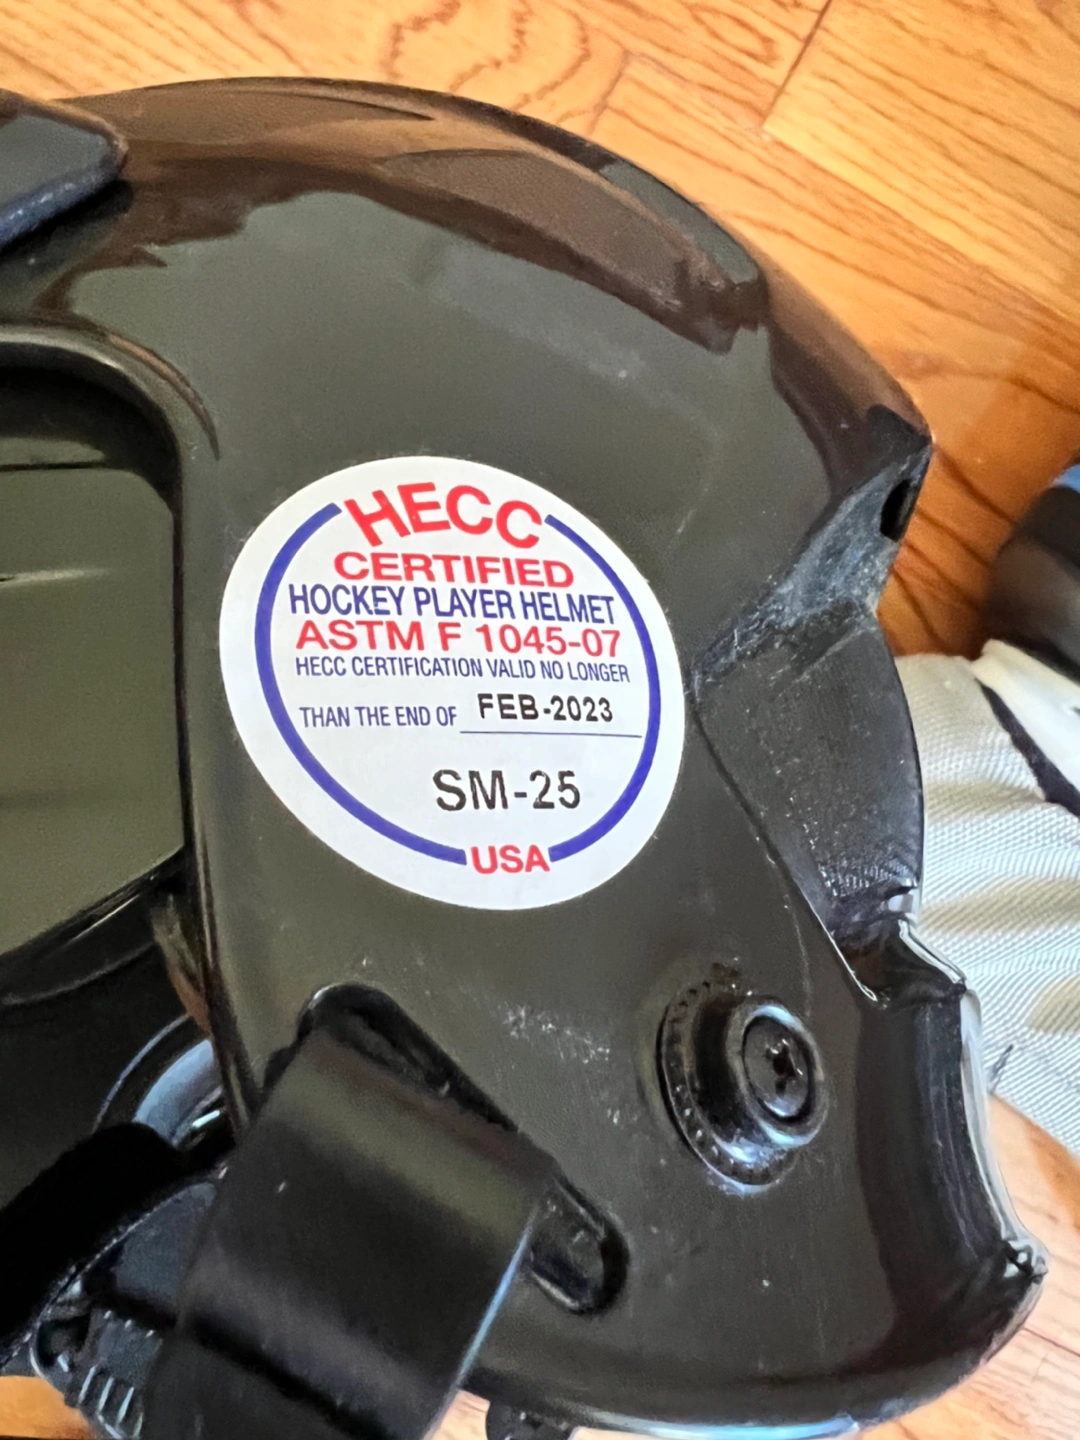 HECC
CERTIFIED
HOCKEY PLAYER HELMET
ASTM F 1045-07
HECC CERTIFICATION VALID NO LONGER
THAN THE END OF FEB-2023
SM-25
USA